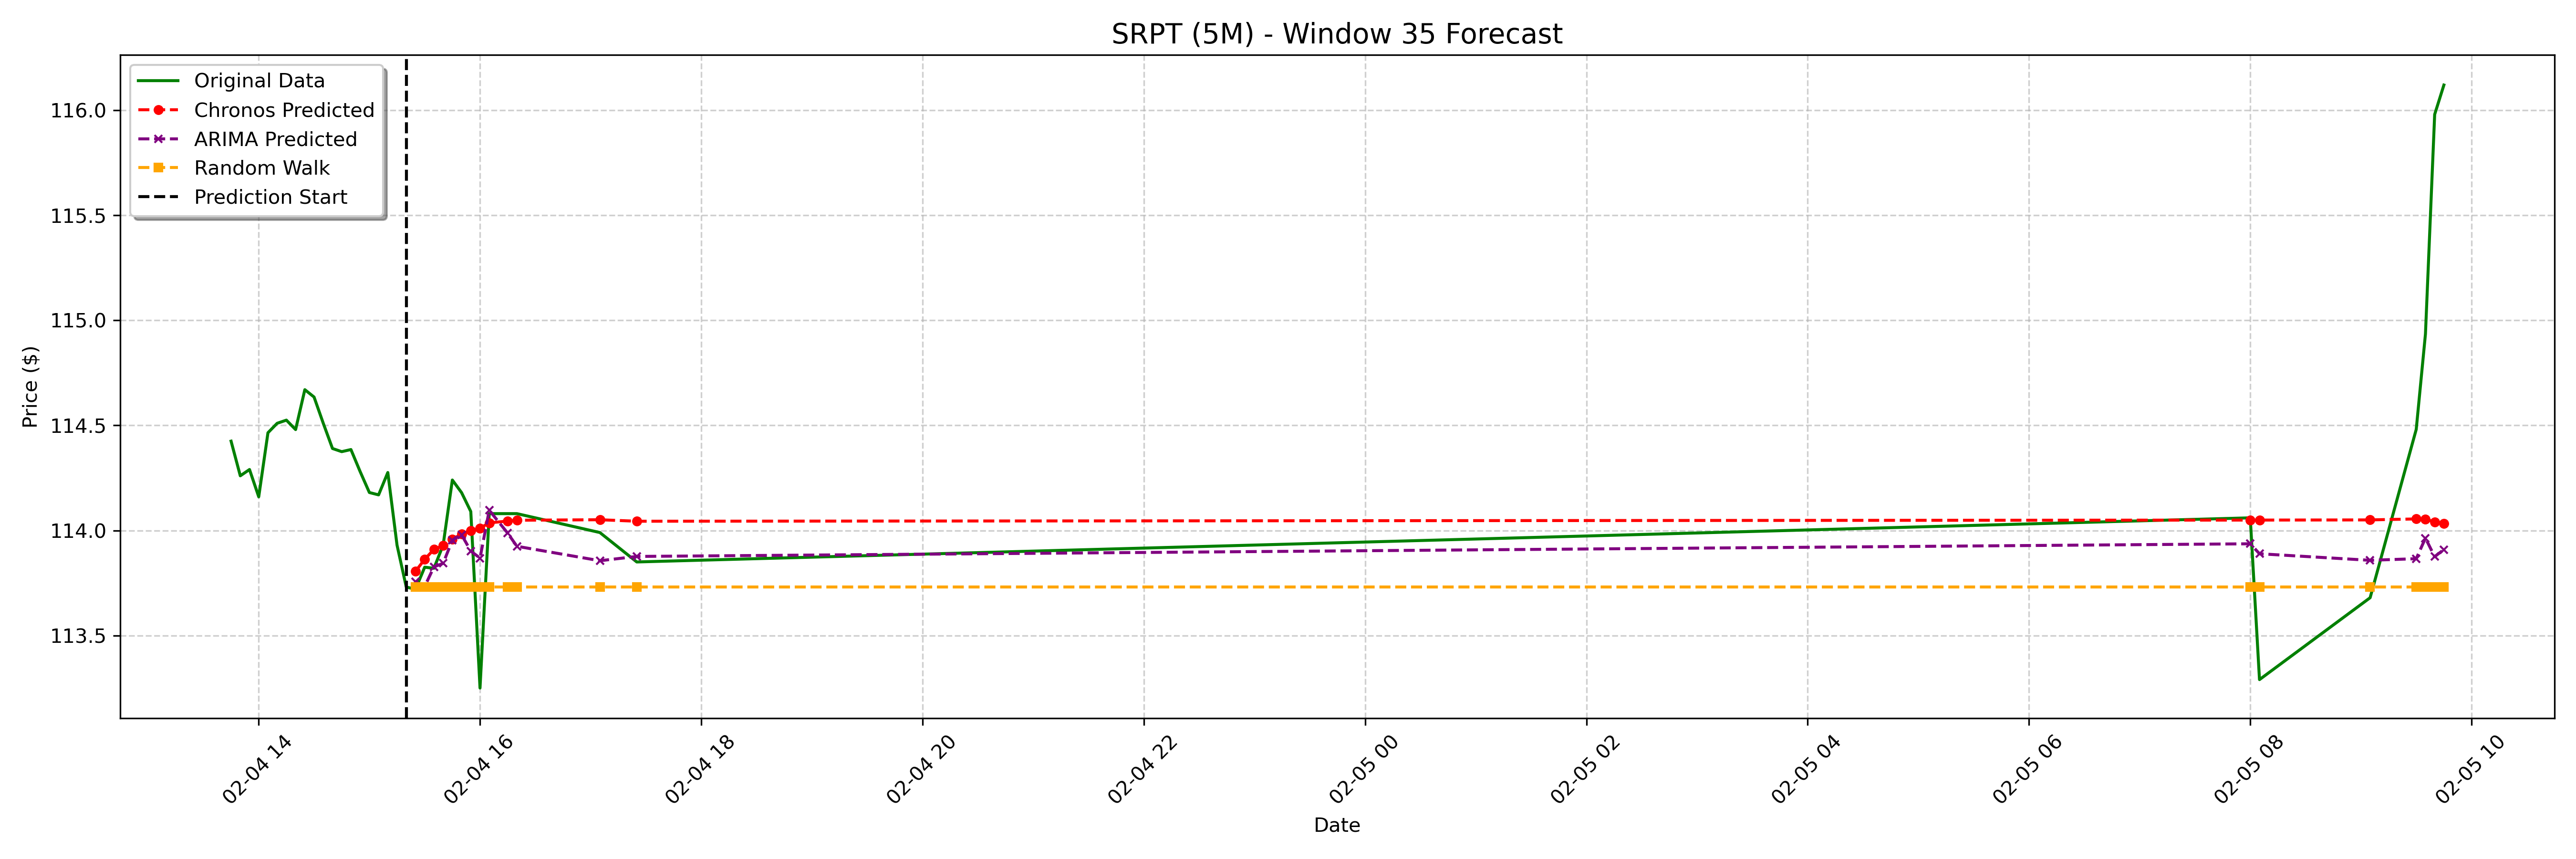 SRPT (5M) - Window 35 Forecast
Original Data
Chronos Predicted
ARIMA Predicted
Random Walk
Prediction Start
Price ($)
116.0
115.5
115.0
114.5
114.0
113.5
02-04 14
02-04 16
02-04 18
02-04 20
02-04 22
02-05 00
02-05 02
02-05 04
02-05 06
02-05 08
02-05 10
Date